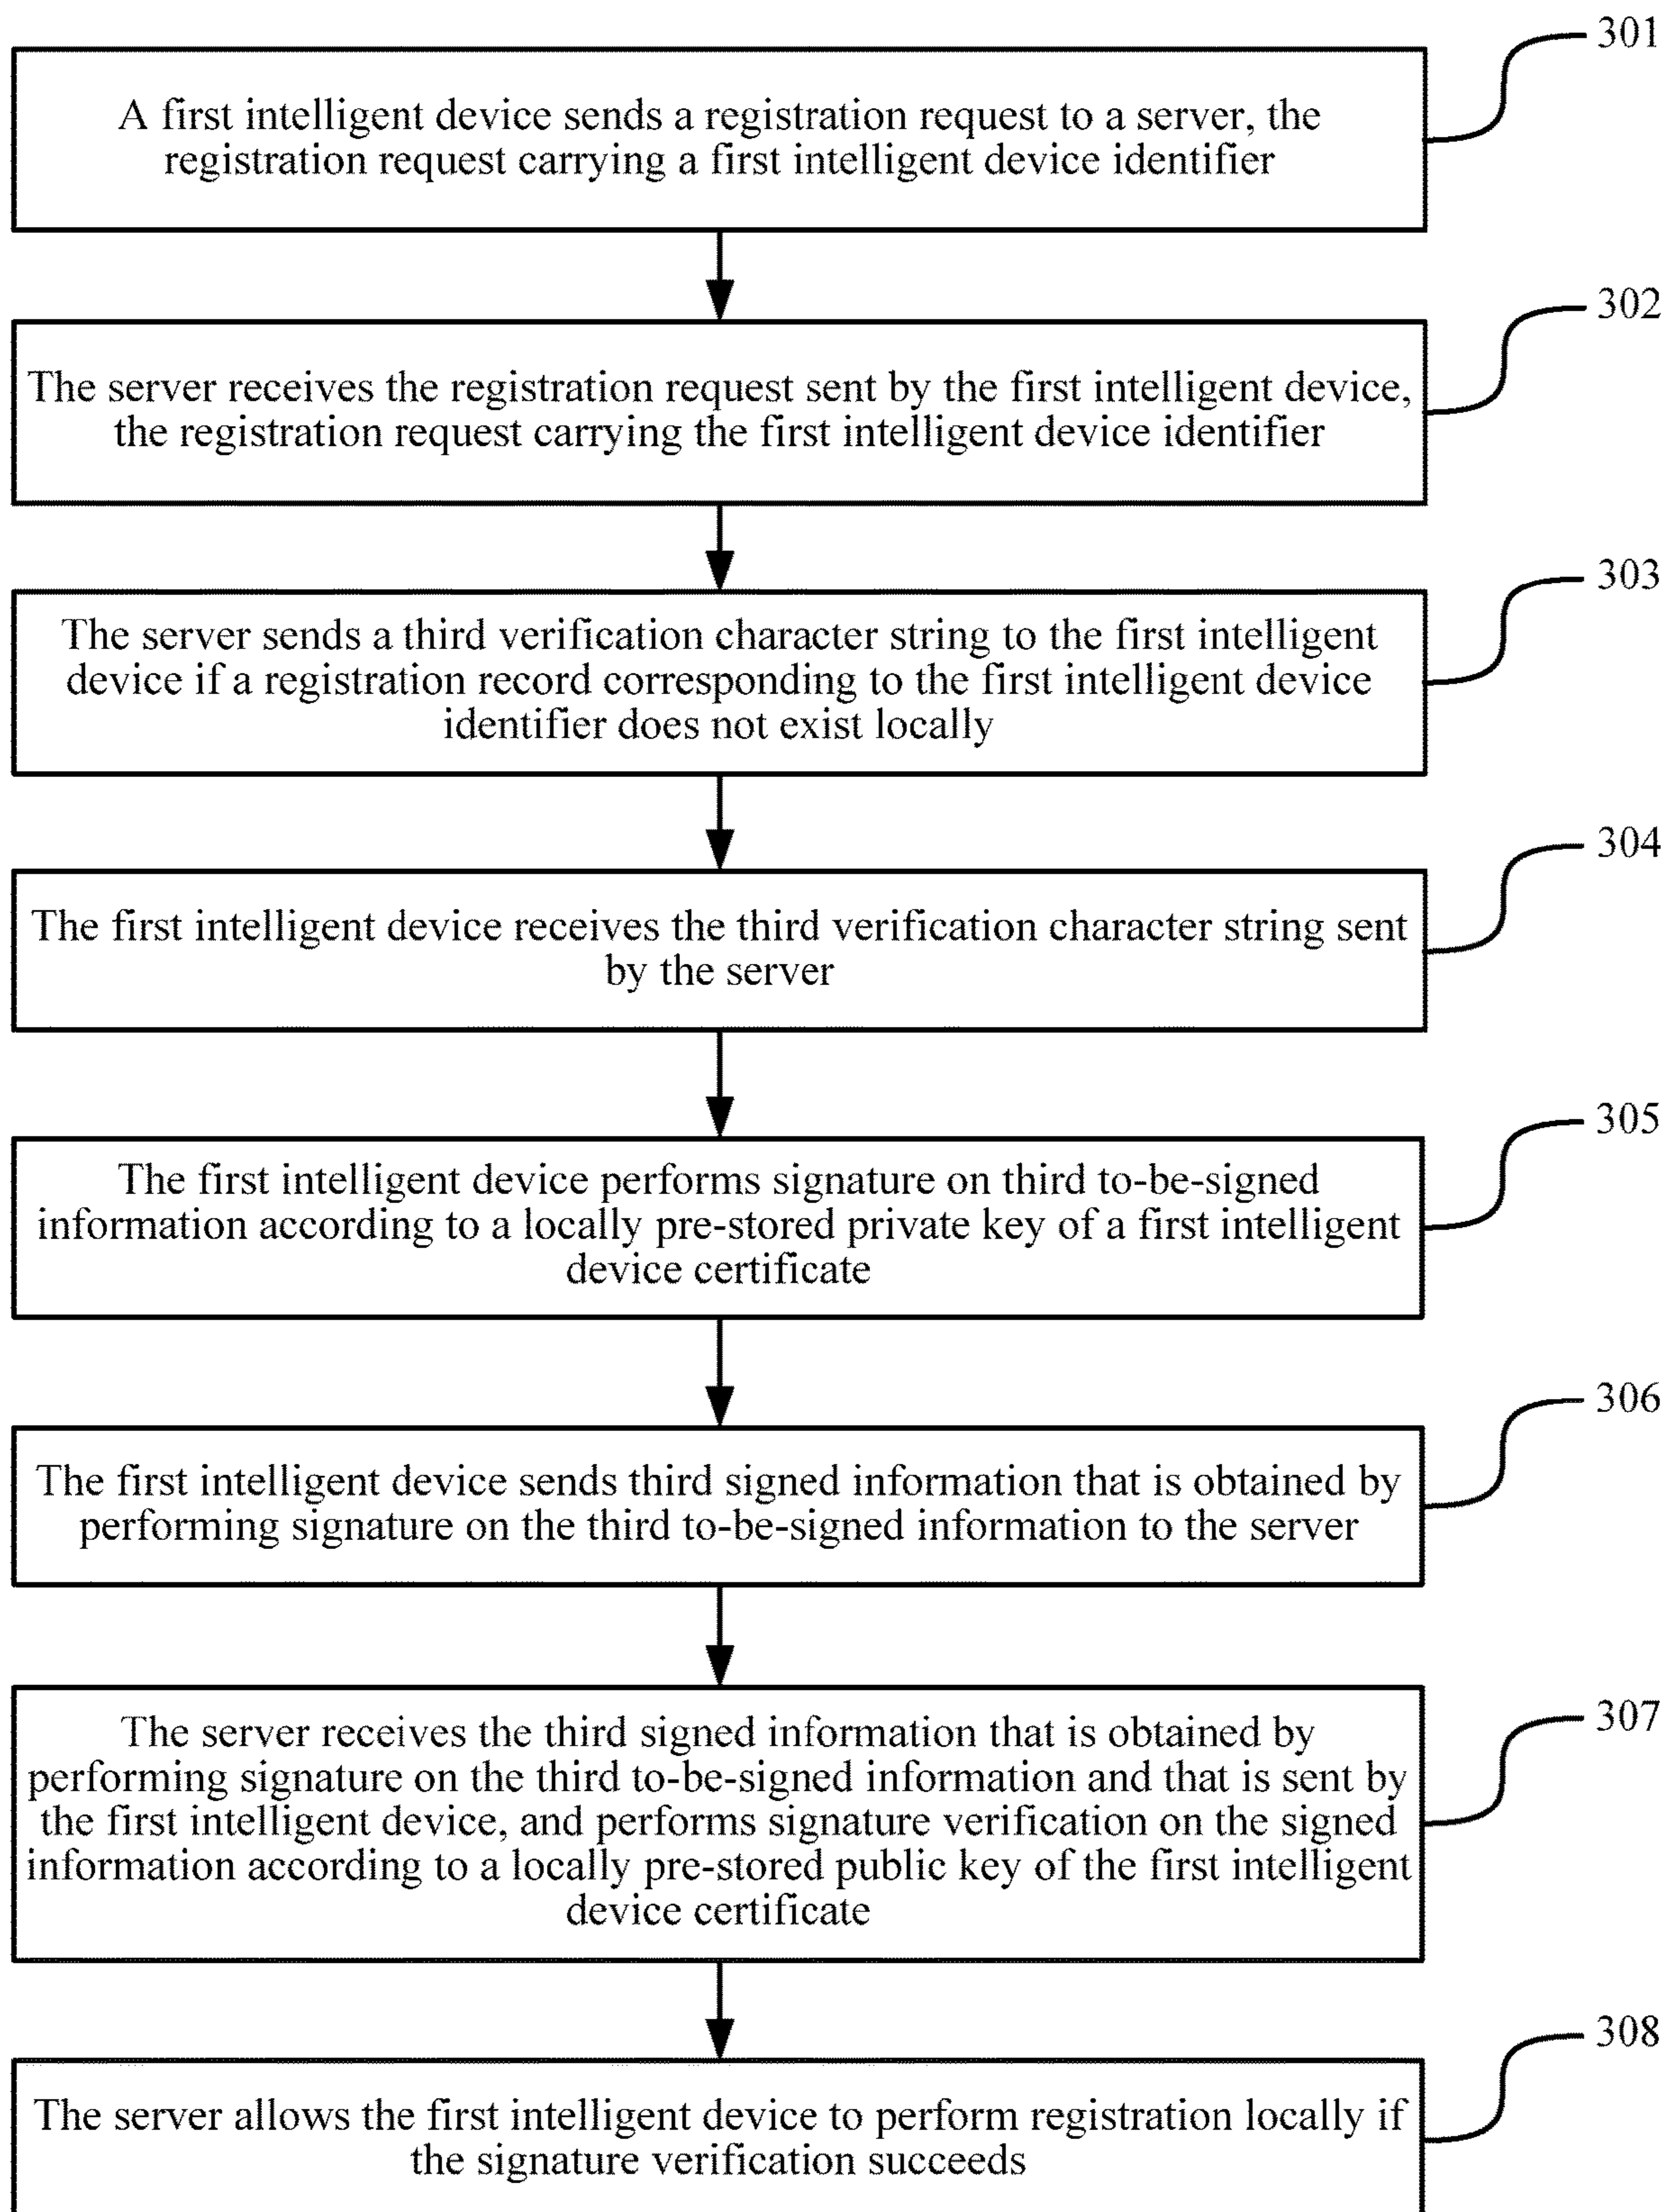 301
A first intelligent device sends a registration request to a server, the
registration request carrying a first intelligent device identifier
302
The server receives the registration request sent by the first intelligent device,
the registration request carrying the first intelligent device identifier
303
The server sends a third verification character string to the first intelligent
device if a registration record corresponding to the first intelligent device
identifier does not exist locally
304
The first intelligent device receives the third verification character string sent
by the server
305
The first intelligent device performs signature on third to-be-signed
information according to a locally pre-stored private key of a first intelligent
device certificate
306
The first intelligent device sends third signed information that is obtained by
performing signature on the third to-be-signed information to the server
307
The server receives the third signed information that is obtained by
performing signature on the third to-be-signed information and that is sent by
the first intelligent device, and performs signature verification on the signed
information according to a locally pre-stored public key of the first intelligent
device certificate
308
The server allows the first intelligent device to perform registration locally if
the signature verification succeeds